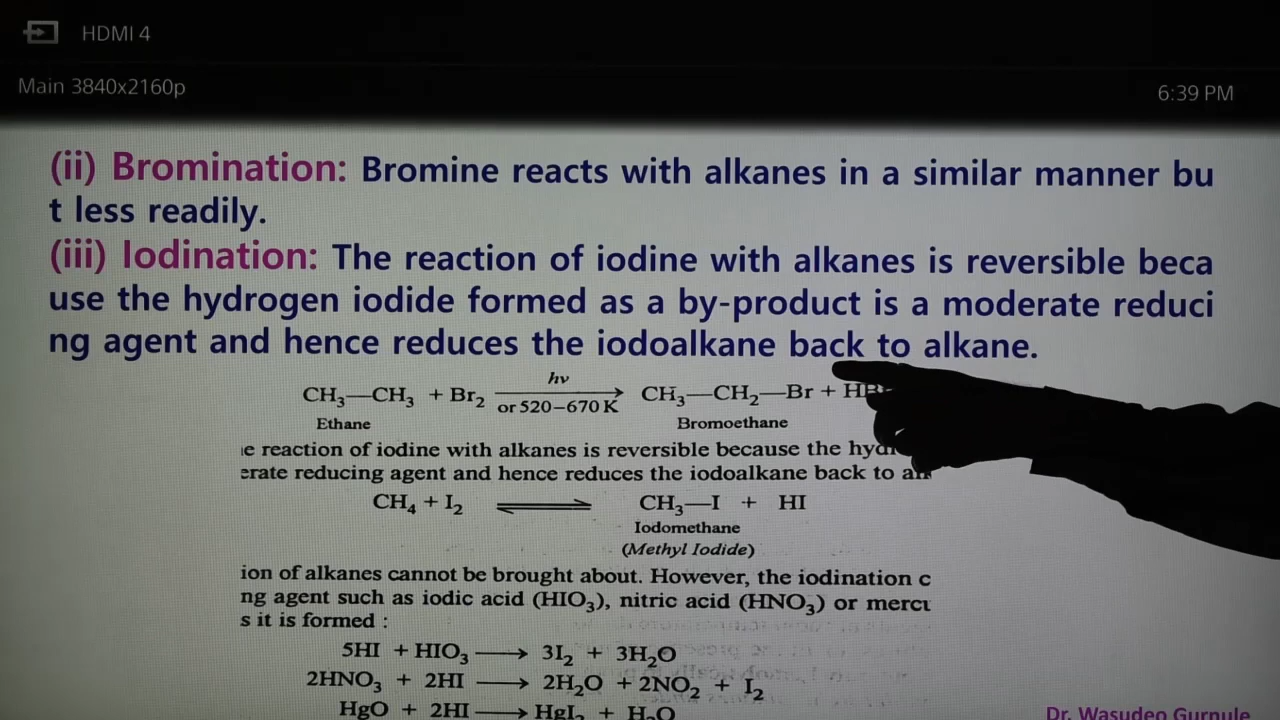 HDMI 4
Main 3840x2160p
6:39 PM
(ii) Bromination: Bromine reacts with alkanes in a similar manner bu
t less readily.
(iii) Iodination: The reaction of iodine with alkanes is reversible beca
use the hydrogen iodide formed as a by-product is a moderate reduci
ng agent and hence reduces the iodoalkane back to alkane.
hν
CH₃—CH₃ + Br₂ ⟶ CH₃—CH₂—Br + HBr
or 520–670 K
Ethane Bromoethane
e reaction of iodine with alkanes is reversible because the hyd
erate reducing agent and hence reduces the iodoalkane back to al
CH₄ + I₂ ⇌ CH₃—I + HI
Iodomethane
(Methyl Iodide)
ion of alkanes cannot be brought about. However, the iodination c
ng agent such as iodic acid (HIO₃), nitric acid (HNO₃) or mercu
s it is formed :
5HI + HIO₃ ⟶ 3I₂ + 3H₂O
2HNO₃ + 2HI ⟶ 2H₂O + 2NO₂ + I₂
HgO + 2HI ⟶ HgI₂ + H₂O
Dr. Wasudeo Gurnule